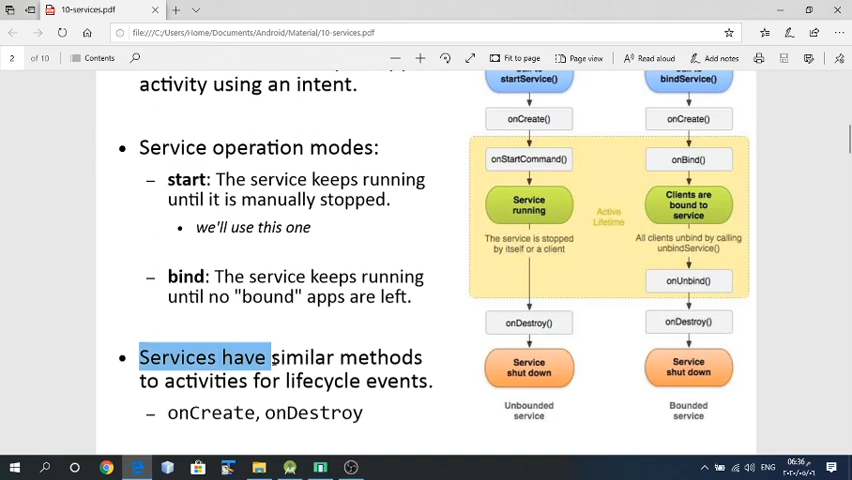 10-services.pdf
file:///C:/Users/Home/Documents/Android/Material/10-services.pdf
2 of 10
Contents
Fit to page
Page view
Read aloud
Add notes
activity using an intent.
• Service operation modes:
– start: The service keeps running
until it is manually stopped.
• we'll use this one
– bind: The service keeps running
until no "bound" apps are left.
• Services have similar methods
to activities for lifecycle events.
– onCreate, onDestroy
startService()
onCreate()
onStartCommand()
Service
running
The service is stopped
by itself or a client
onDestroy()
Service
shut down
Unbounded
service
Active
Lifetime
bindService()
onCreate()
onBind()
Clients are
bound to
service
All clients unbind by calling
unbindService()
onUnbind()
onDestroy()
Service
shut down
Bounded
service
ENG
٠٦:٣٦ م